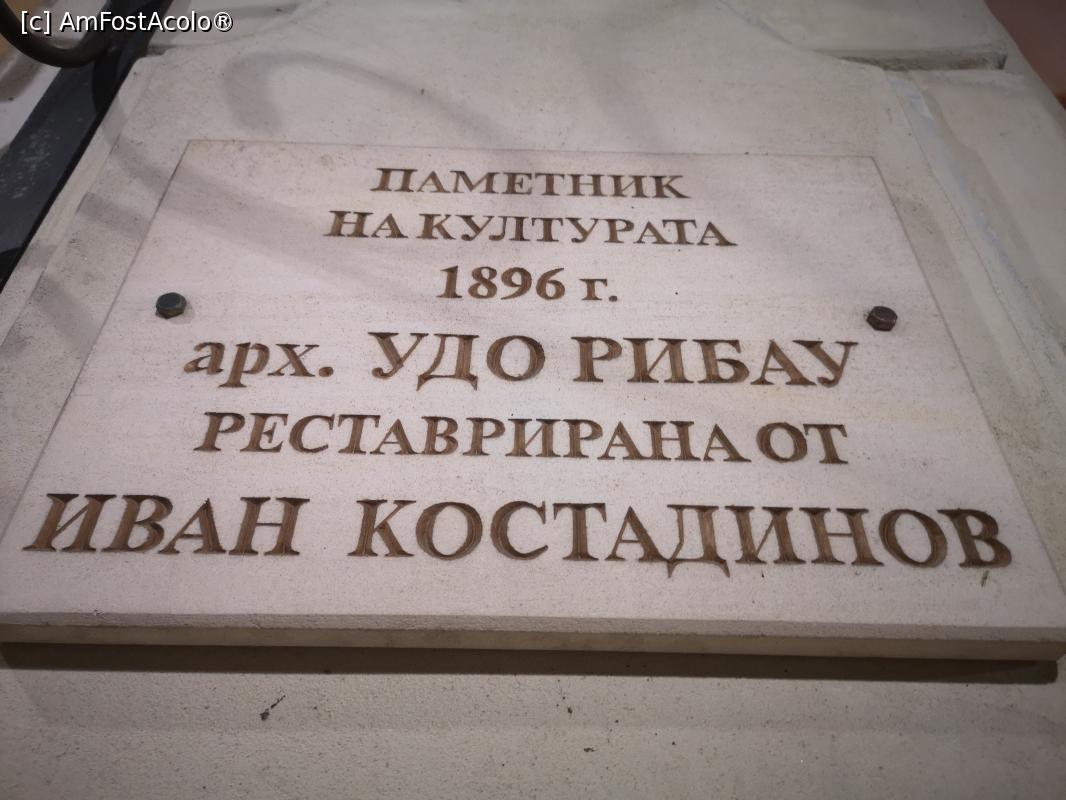 [c] AmFostAcolo®
ПАМЕТНИК
НА КУЛТУРАТА
1896 г.
арх. УДО РИБАУ
РЕСТАВРИРАНА ОТ
ИВАН КОСТАДИНОВ